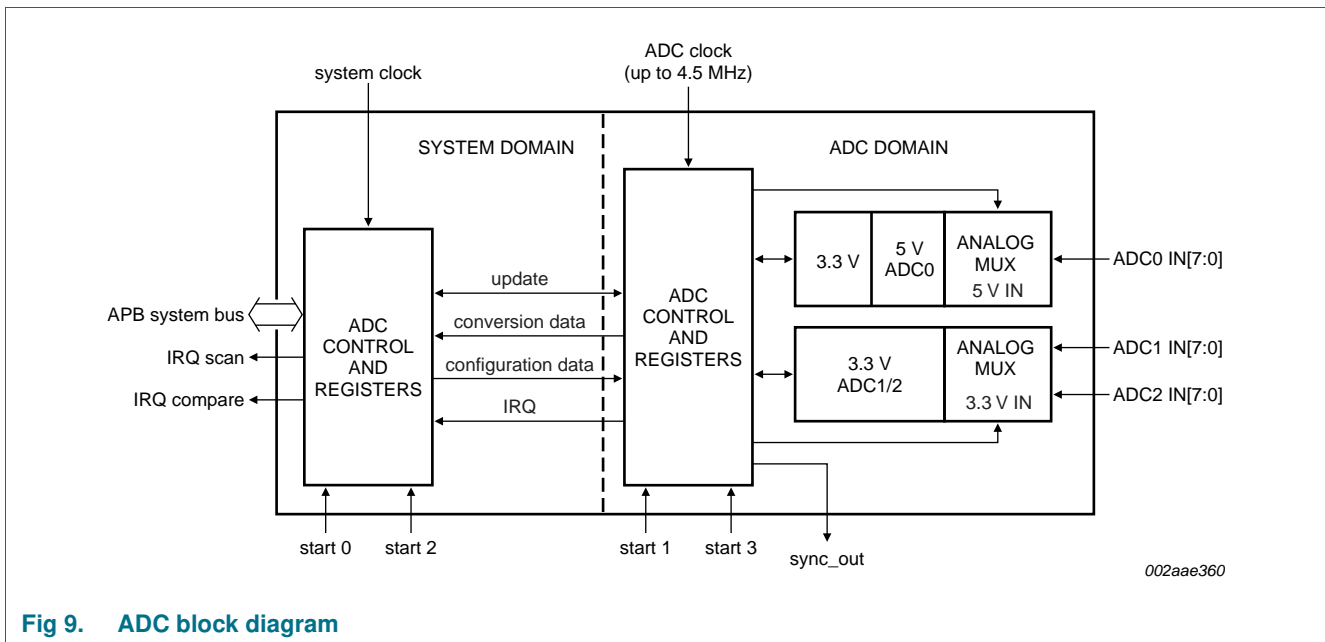 ADC clock
(up to 4.5 MHz)
system clock
SYSTEM DOMAIN
ADC DOMAIN
3.3 V
5 V
ADC0
ANALOG
MUX
5 V IN
ADC0 IN[7:0]
update
conversion data
configuration data
IRQ
APB system bus
IRQ scan
IRQ compare
ADC
CONTROL
AND
REGISTERS
ADC
CONTROL
AND
REGISTERS
3.3 V
ADC1/2
ANALOG
MUX
3.3 V IN
ADC1 IN[7:0]
ADC2 IN[7:0]
start 0
start 2
start 1
start 3
sync_out
002aae360
Fig 9. ADC block diagram